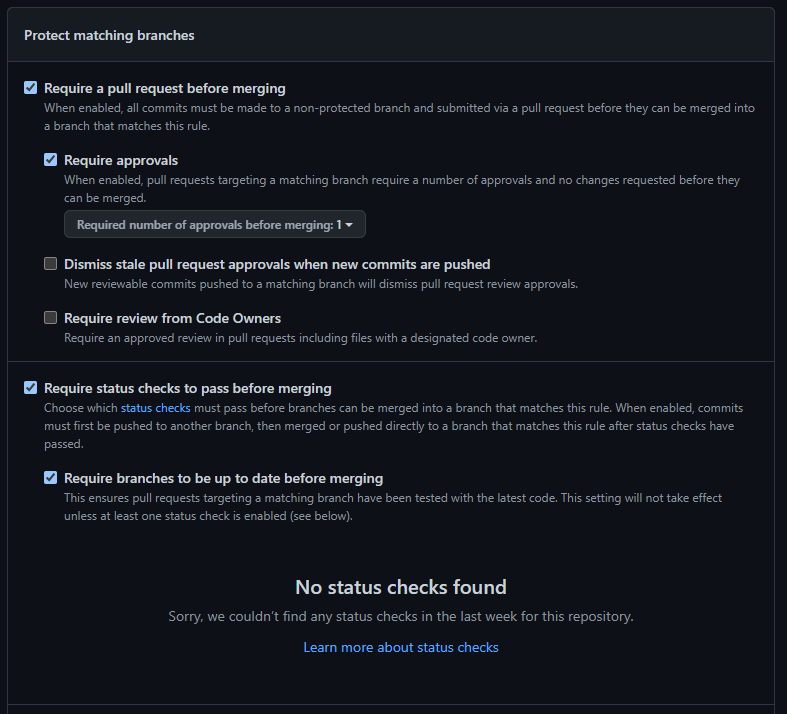 Protect matching branches
Require a pull request before merging
When enabled, all commits must be made to a non-protected branch and submitted via a pull request before they can be merged into
a branch that matches this rule.
Require approvals
When enabled, pull requests targeting a matching branch require a number of approvals and no changes requested before they
can be merged.
Required number of approvals before merging: 1
Dismiss stale pull request approvals when new commits are pushed
New reviewable commits pushed to a matching branch will dismiss pull request review approvals.
Require review from Code Owners
Require an approved review in pull requests including files with a designated code owner.
Require status checks to pass before merging
Choose which status checks must pass before branches can be merged into a branch that matches this rule. When enabled, commits
must first be pushed to another branch, then merged or pushed directly to a branch that matches this rule after status checks have
passed.
Require branches to be up to date before merging
This ensures pull requests targeting a matching branch have been tested with the latest code. This setting will not take effect
unless at least one status check is enabled (see below).
No status checks found
Sorry, we couldn't find any status checks in the last week for this repository.
Learn more about status checks